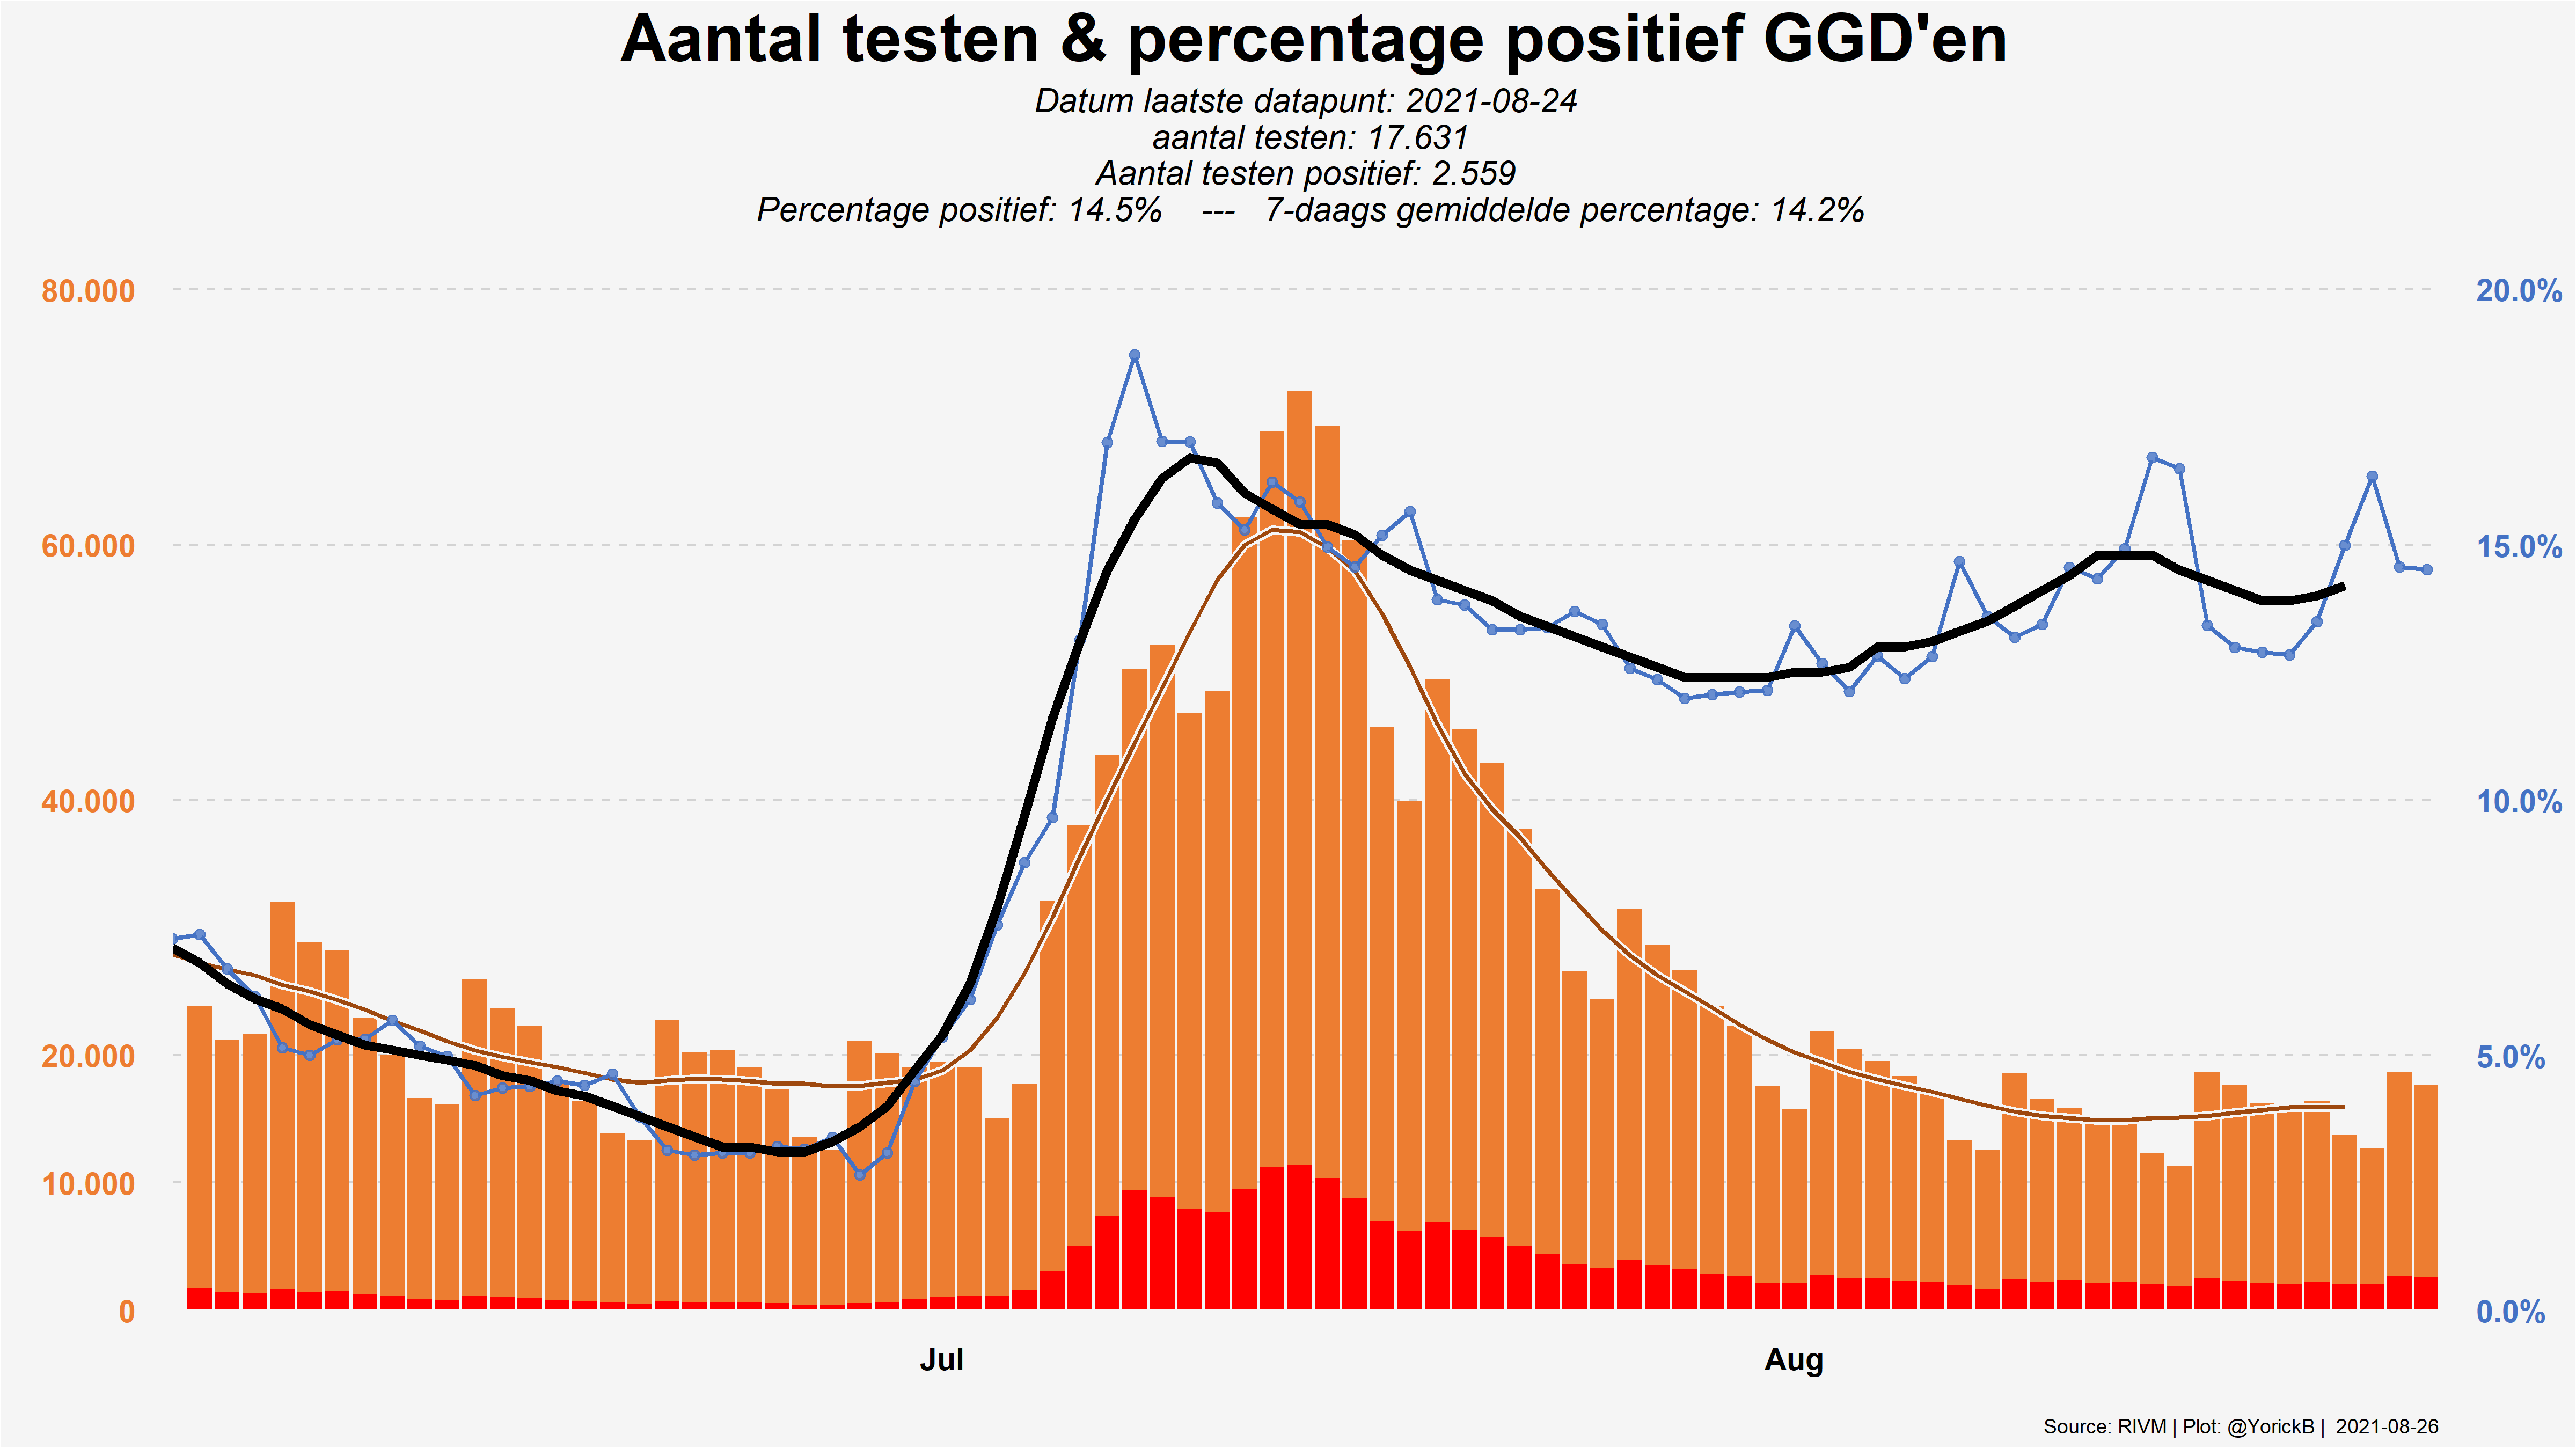 Aantal testen & percentage positief GGD'en
Datum laatste datapunt: 2021-08-24
aantal testen: 17.631
Aantal testen positief: 2.559
Percentage positief: 14.5% --- 7-daags gemiddelde percentage: 14.2%
80.000
20.0%
60.000
15.0%
40.000
10.0%
20.000
5.0%
10.000
0
0.0%
Jul
Aug
Source: RIVM | Plot: @YorickB | 2021-08-26